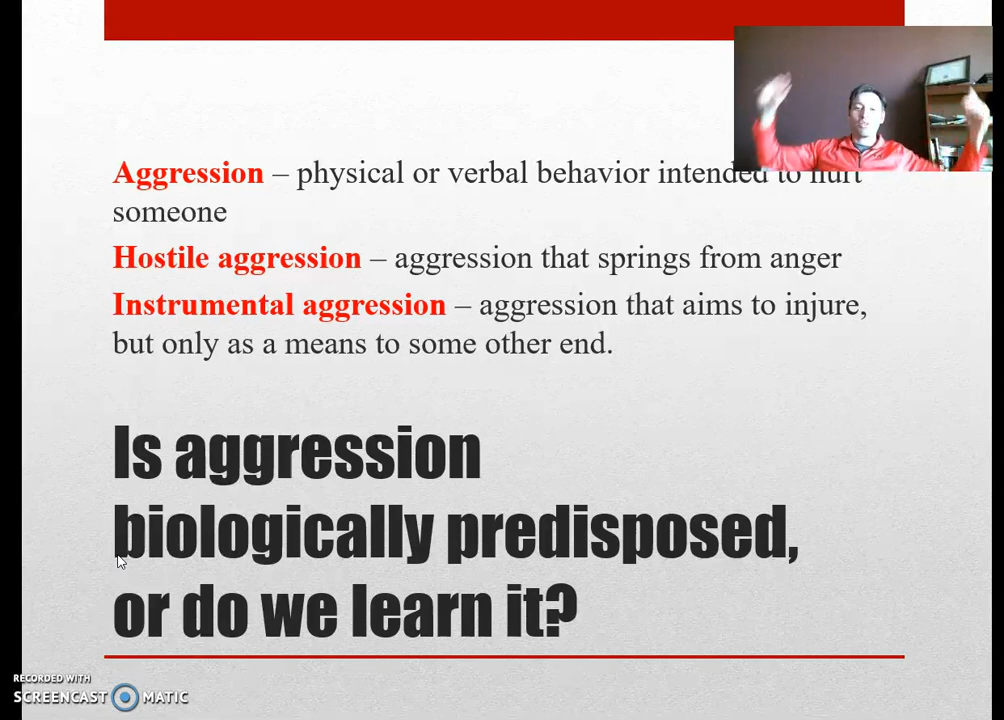 Aggression – physical or verbal behavior intended to hurt
someone
Hostile aggression – aggression that springs from anger
Instrumental aggression – aggression that aims to injure,
but only as a means to some other end.
Is aggression
biologically predisposed,
or do we learn it?
RECORDED WITH
SCREENCAST MATIC